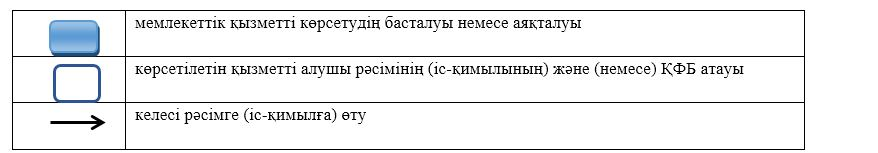 мемлекеттік қызметті көрсетудің басталуы немесе аяқталуы
көрсетілетін қызметті алушы рәсімінің (іс-қимылының) және (немесе) ҚФБ атауы
келесі рәсімге (іс-қимылға) өту